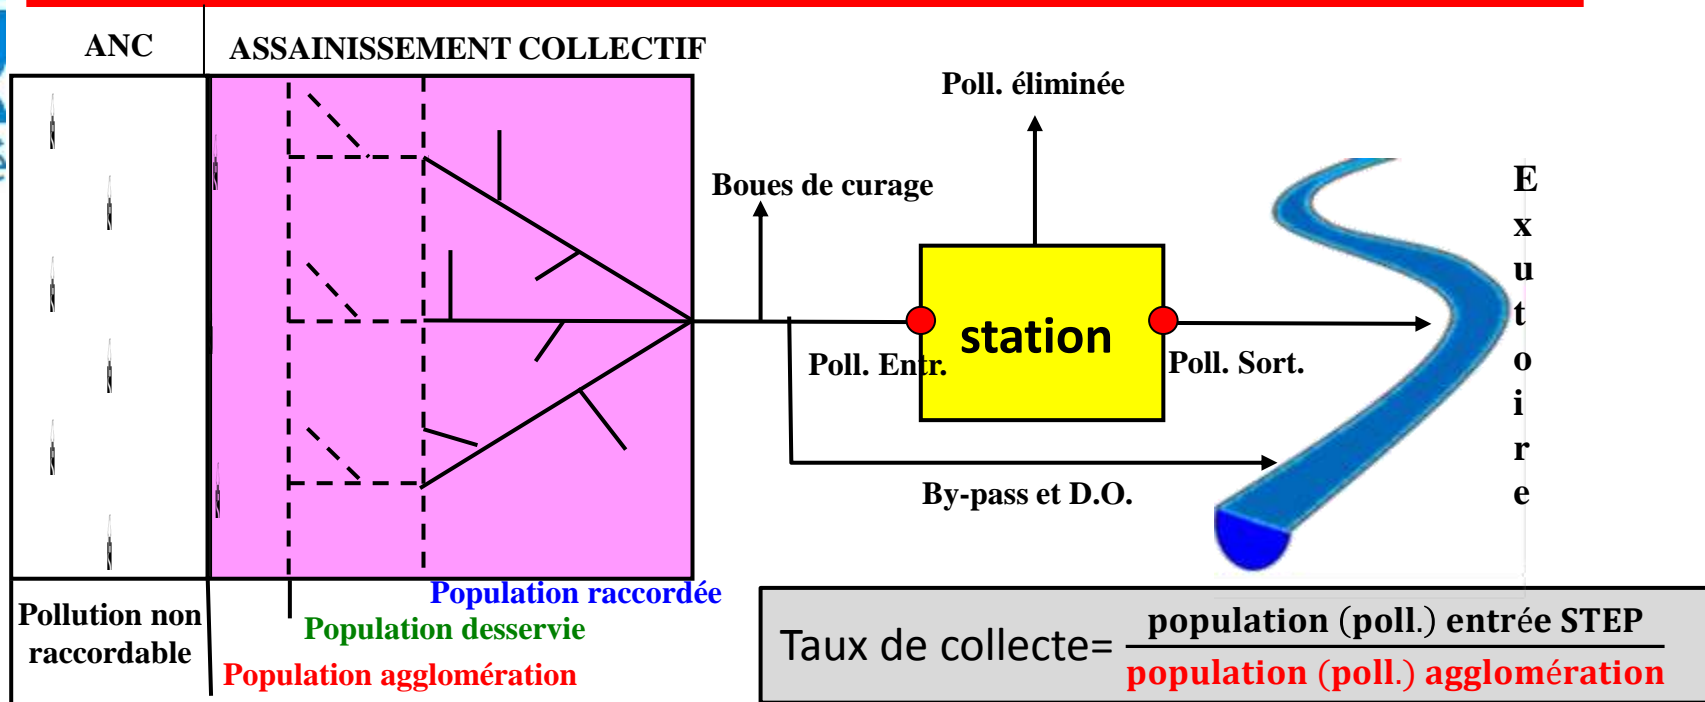 ANC
ASSAINISSEMENT COLLECTIF
Poll. éliminée
Boues de curage
Exutoire
station
Poll. Entr.
Poll. Sort.
By-pass et D.O.
Population raccordée
Pollution non
raccordable
Population desservie
Population agglomération
Taux de collecte= population (poll.) entrée STEP
population (poll.) agglomération